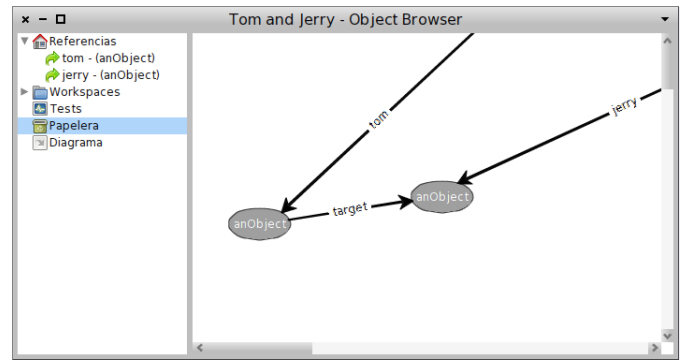 Tom and Jerry - Object Browser
Referencias
tom - (anObject)
jerry - (anObject)
Workspaces
Tests
Papelera
Diagrama
tom
jerry
anObject
target
anObject